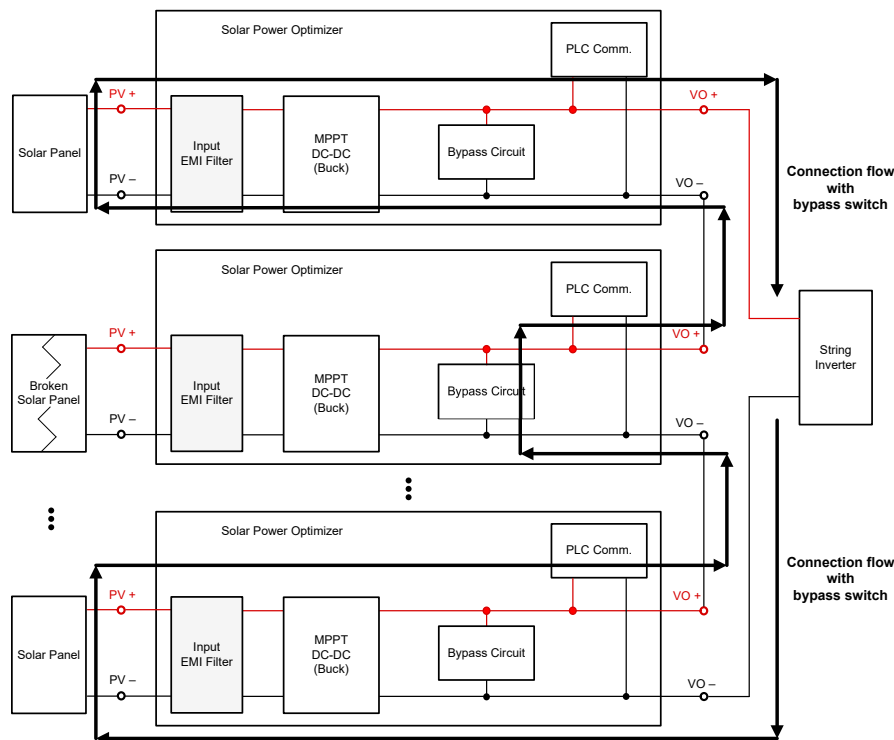 Solar Power Optimizer
PLC Comm.
PV +
VO +
Solar Panel
Input
EMI Filter
MPPT
DC-DC
(Buck)
Bypass Circuit
PV –
VO –
Connection flow
with
bypass switch
Solar Power Optimizer
PLC Comm.
PV +
VO +
Broken
Solar Panel
Input
EMI Filter
MPPT
DC-DC
(Buck)
Bypass Circuit
String
Inverter
PV –
VO –
Solar Power Optimizer
PLC Comm.
Connection flow
with
bypass switch
PV +
VO +
Solar Panel
Input
EMI Filter
MPPT
DC-DC
(Buck)
Bypass Circuit
PV –
VO –